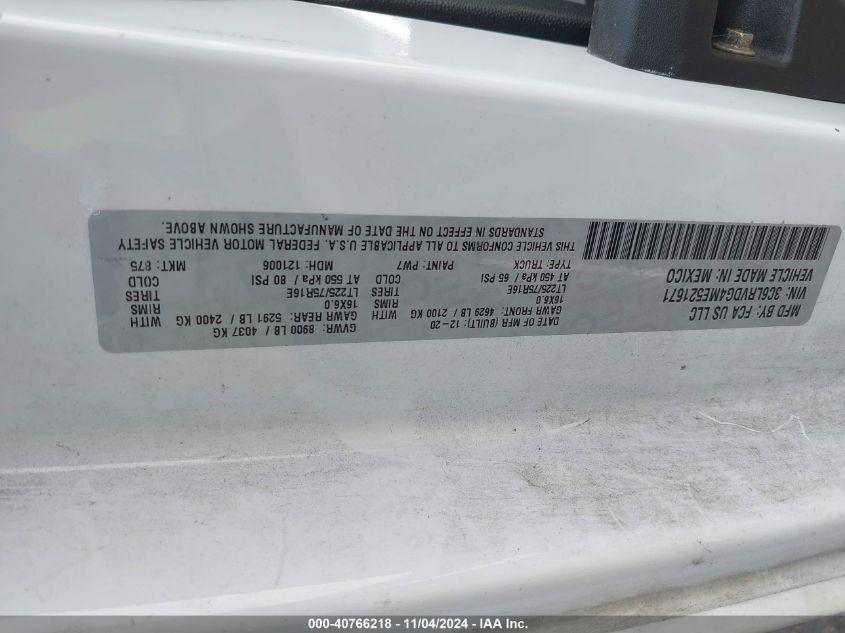 MFD BY: FCA US LLC
DATE OF MFR (BUILT): 12-20
GVWR: 8900 LB / 4037 KG
VIN: 3C6LRVDG4ME521671
GAWR FRONT: 4629 LB / 2100 KG WITH
16X6.0 RIMS
LT225/75R16E TIRES
AT 450 kPa / 65 PSI COLD
GAWR REAR: 5291 LB / 2400 KG WITH
16X6.0 RIMS
LT225/75R16E TIRES
AT 550 kPa / 80 PSI COLD
VEHICLE MADE IN: MEXICO
TYPE: TRUCK PAINT: PW7 MDH: 121006 MKT: 875
THIS VEHICLE CONFORMS TO ALL APPLICABLE U.S.A. FEDERAL MOTOR VEHICLE SAFETY
STANDARDS IN EFFECT ON THE DATE OF MANUFACTURE SHOWN ABOVE.
000-40766218 - 11/04/2024 - IAA Inc.